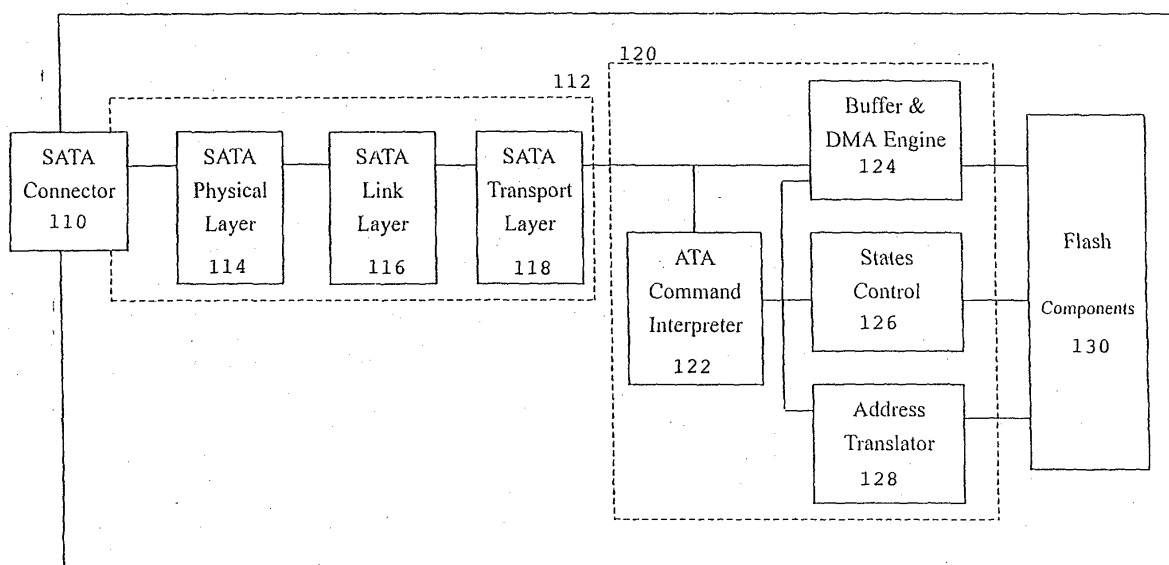 120
112
SATA
Connector
110
SATA
Physical
Layer
114
SATA
Link
Layer
116
SATA
Transport
Layer
118
Buffer &
DMA Engine
124
ATA
Command
Interpreter
122
States
Control
126
Address
Translator
128
Flash
Components
130